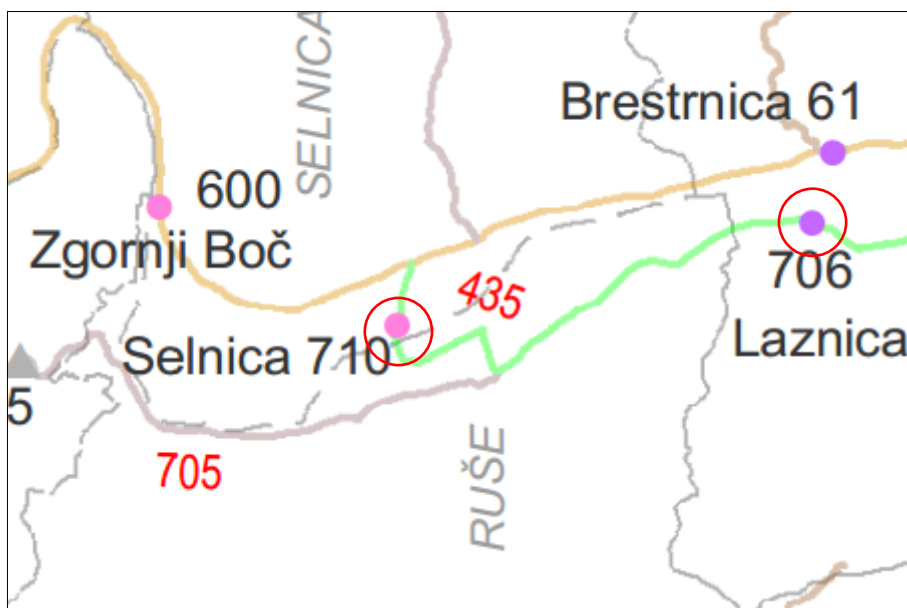 SELNICA
Brestrnica 61
600
Zgornji Boč
435
706
Selnica 710
Laznica
5
705
RUŠE